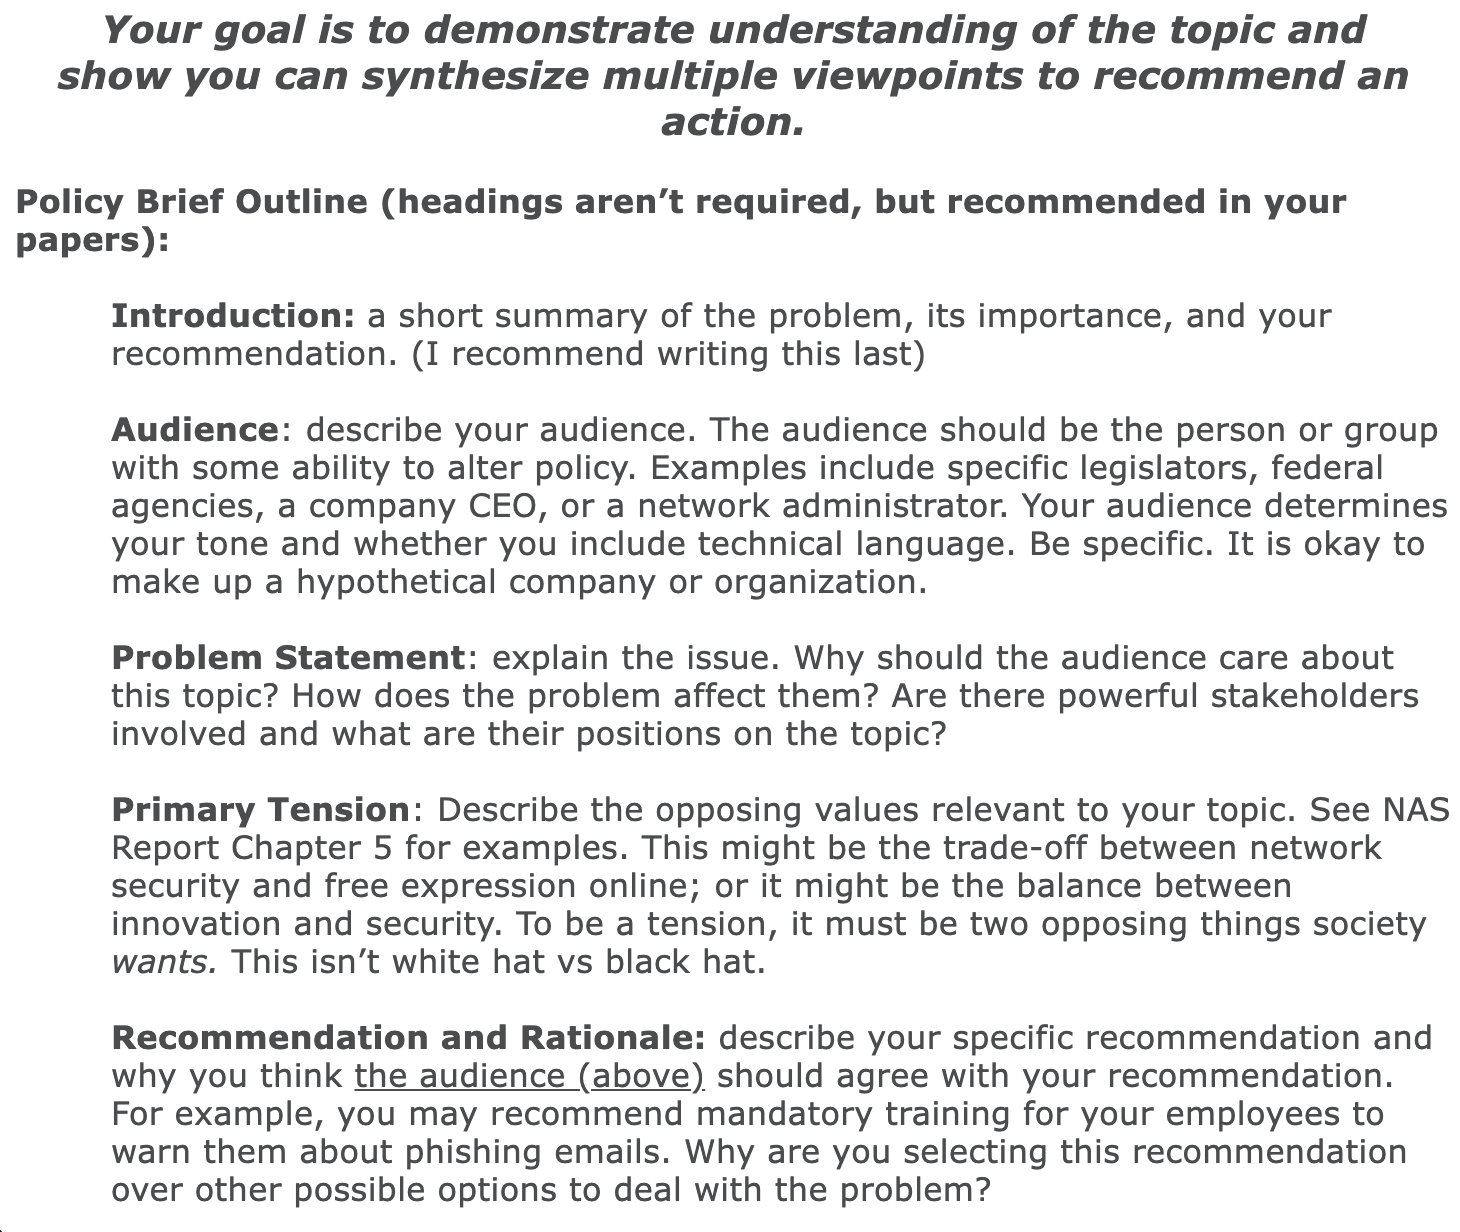 Your goal is to demonstrate understanding of the topic and
show you can synthesize multiple viewpoints to recommend an
action.
Policy Brief Outline (headings aren’t required, but recommended in your
papers):
Introduction: a short summary of the problem, its importance, and your
recommendation. (I recommend writing this last)
Audience: describe your audience. The audience should be the person or group
with some ability to alter policy. Examples include specific legislators, federal
agencies, a company CEO, or a network administrator. Your audience determines
your tone and whether you include technical language. Be specific. It is okay to
make up a hypothetical company or organization.
Problem Statement: explain the issue. Why should the audience care about
this topic? How does the problem affect them? Are there powerful stakeholders
involved and what are their positions on the topic?
Primary Tension: Describe the opposing values relevant to your topic. See NAS
Report Chapter 5 for examples. This might be the trade-off between network
security and free expression online; or it might be the balance between
innovation and security. To be a tension, it must be two opposing things society
wants. This isn’t white hat vs black hat.
Recommendation and Rationale: describe your specific recommendation and
why you think the audience (above) should agree with your recommendation.
For example, you may recommend mandatory training for your employees to
warn them about phishing emails. Why are you selecting this recommendation
over other possible options to deal with the problem?